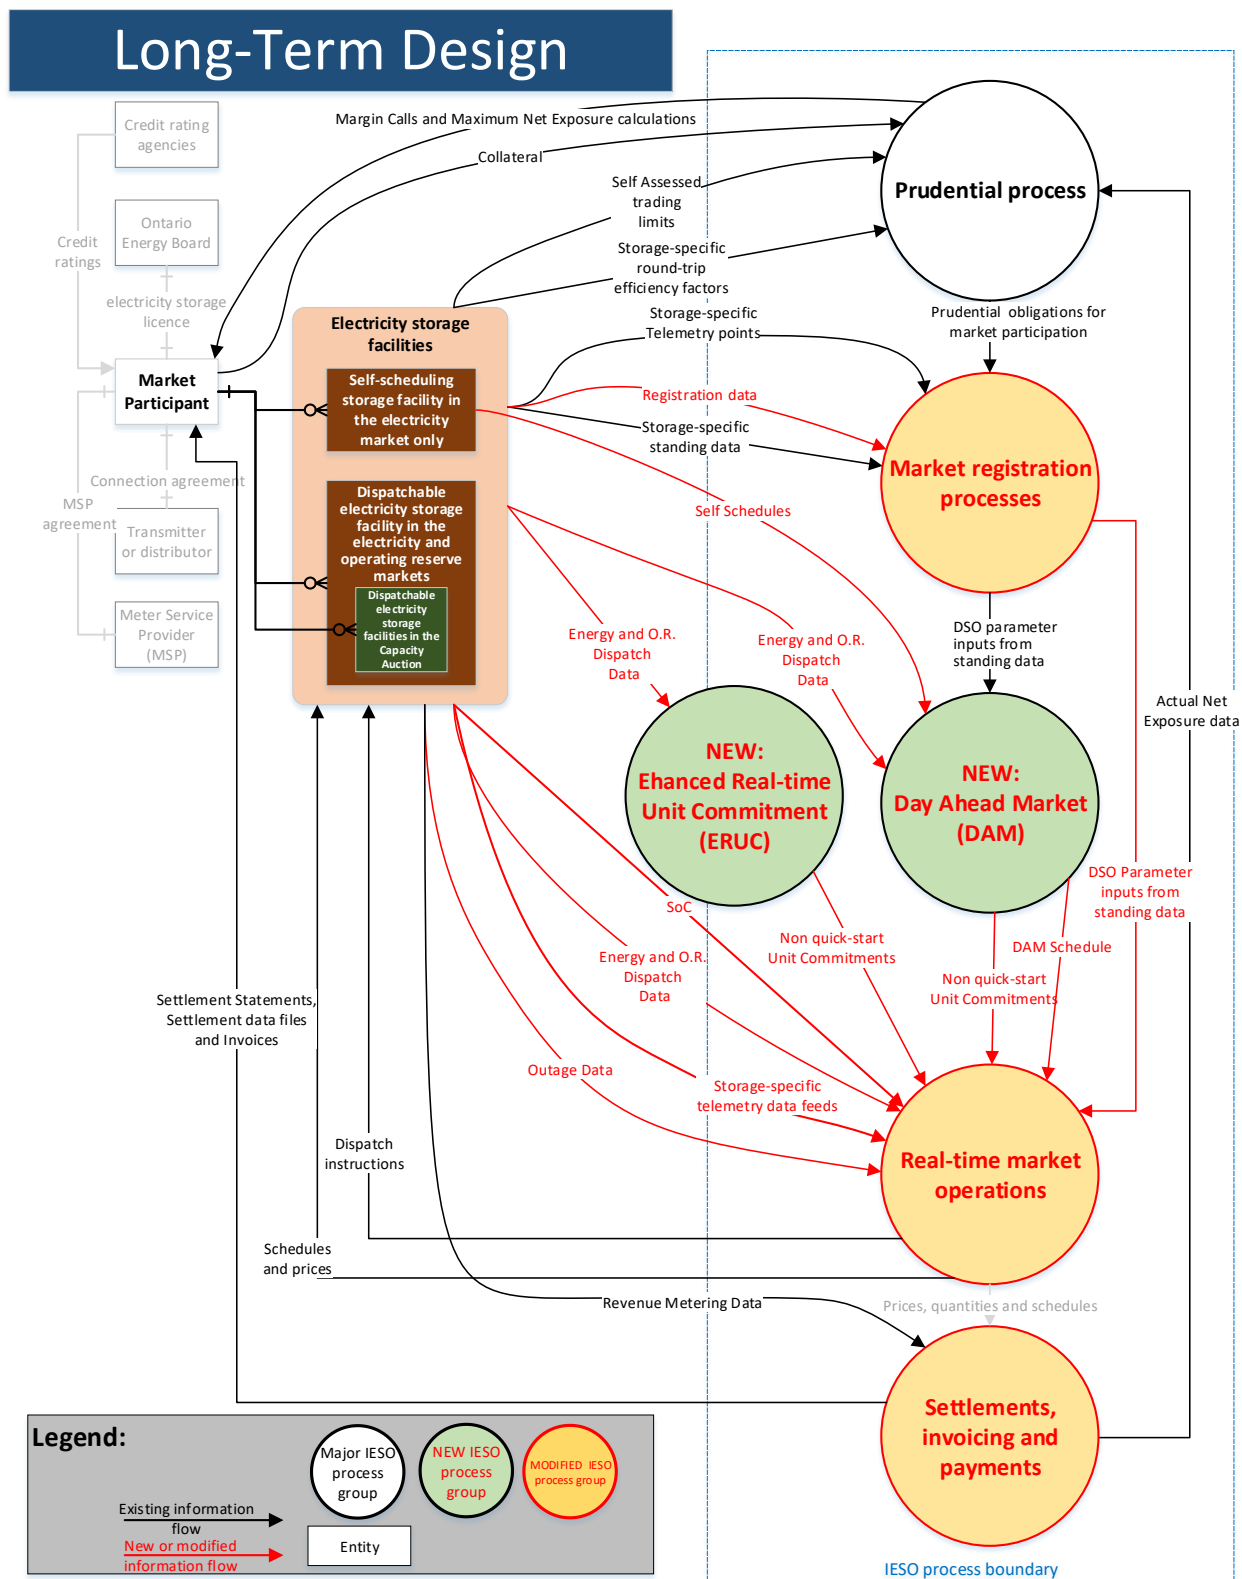 Long-Term Design
Credit rating
agencies
Margin Calls and Maximum Net Exposure calculations
Collateral
Prudential process
Self Assessed
trading
limits
Ontario
Energy Board
Credit
ratings
Storage-specific
round-trip
efficiency factors
electricity storage
licence
Electricity storage
facilities
Storage-specific
Telemetry points
Prudential  obligations for
market participation
Market
Participant
Self-scheduling
storage facility in
the electricity
market only
Registration data
Storage-specific
standing data
Market registration
processes
Connection agreement
MSP
agreement
Transmitter
or distributor
Dispatchable
electricity storage
facility in the
electricity and
operating reserve
markets
Self Schedules
Dispatchable
electricity
storage
facilities in the
Capacity
Auction
Meter Service
Provider
(MSP)
Energy and O.R.
Dispatch
Data
Energy and O.R.
Dispatch
Data
DSO parameter
inputs from
standing data
Actual Net
Exposure data
NEW:
Ehanced Real-time
Unit Commitment
(ERUC)
NEW:
Day Ahead Market
(DAM)
DSO Parameter
inputs from
standing data
SoC
Energy and O.R.
Dispatch
Data
Non quick-start
Unit Commitments
DAM Schedule
Non quick-start
Unit Commitments
Settlement Statements,
Settlement data files
and Invoices
Outage Data
Storage-specific
telemetry data feeds
Dispatch
instructions
Real-time market
operations
Schedules
and prices
Revenue Metering Data
Prices, quantities and schedules
Settlements,
invoicing and
payments
Legend:
Major IESO
process
group
NEW IESO
process
group
MODIFIED  IESO
process group
Existing information
flow
New or modified
information flow
Entity
IESO process boundary